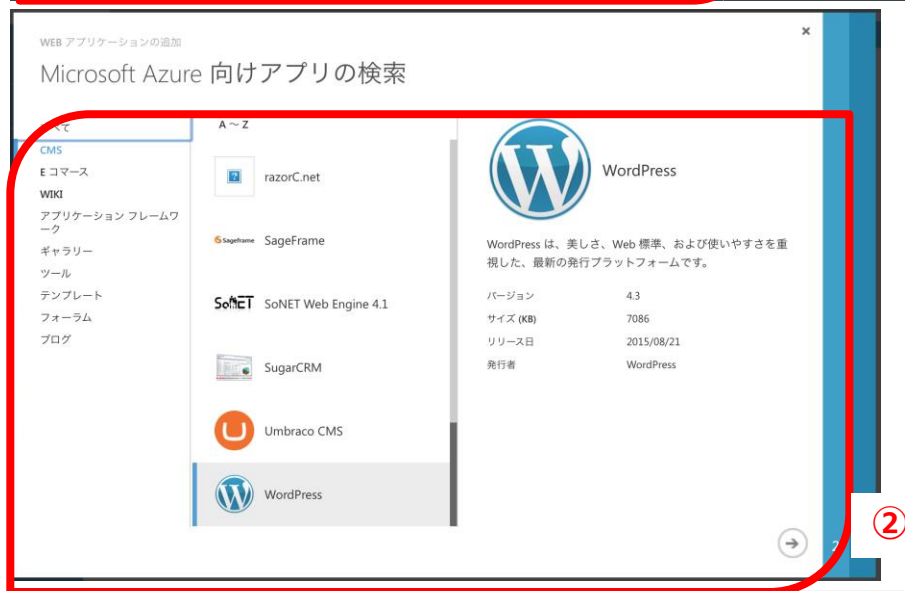 WEB アプリケーションの追加
×
Microsoft Azure 向けアプリの検索
べて
CMS
E コマース
WIKI
アプリケーション フレームワ
ーク
ギャラリー
ツール
テンプレート
フォーラム
ブログ
A ～ Z
razorC.net
Sageframe SageFrame
SoNET SoNET Web Engine 4.1
SugarCRM
Umbraco CMS
WordPress
WordPress
WordPress は、美しさ、Web 標準、および使いやすさを重
視した、最新の発行プラットフォームです。
バージョン 4.3
サイズ (KB) 7086
リリース日 2015/08/21
発行者 WordPress
2
②